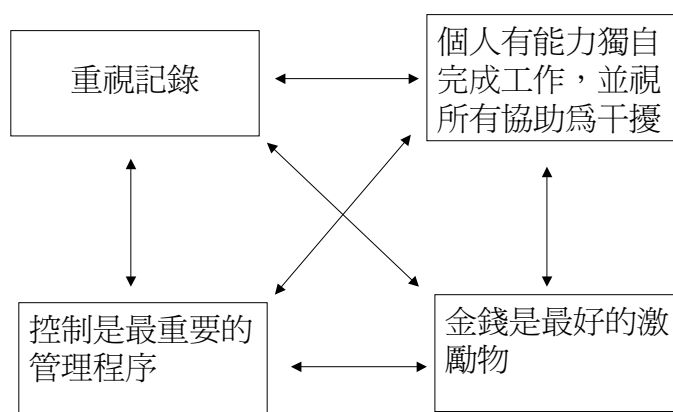 重視記錄
個人有能力獨自
完成工作，並視
所有協助為干擾
控制是最重要的
管理程序
金錢是最好的激
勵物